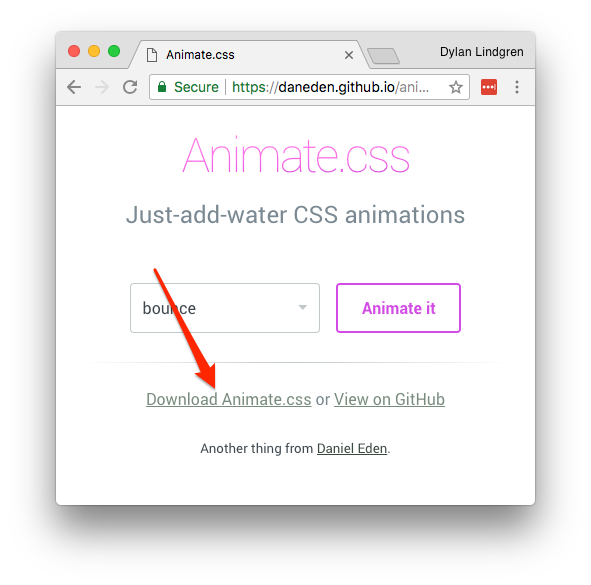 Animate.css
Dylan Lindgren
Secure https://daneden.github.io/ani...
Animate.css
Just-add-water CSS animations
bounce
Animate it
Download Animate.css or View on GitHub
Another thing from Daniel Eden.